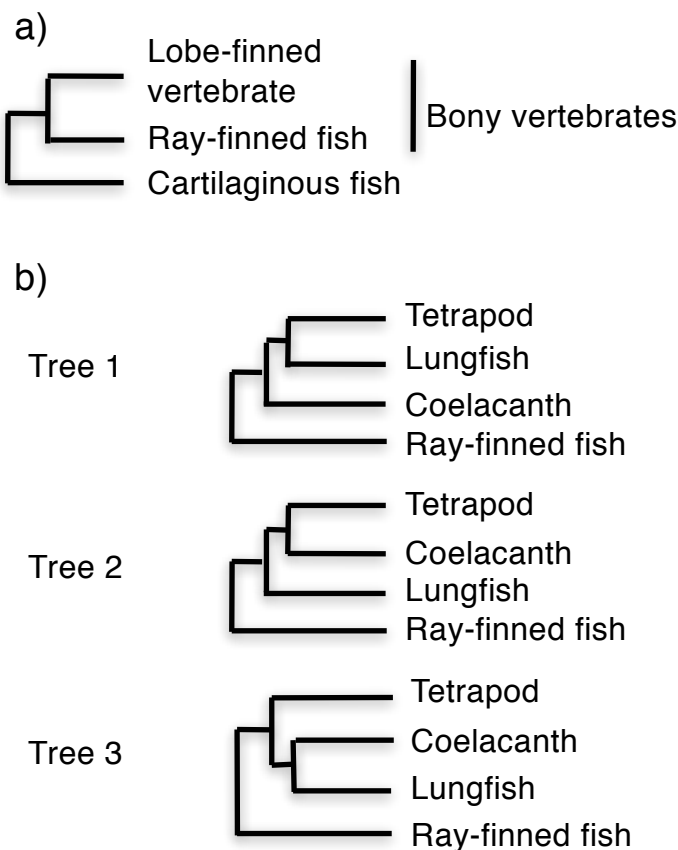 a)
Lobe-finned
vertebrate
Ray-finned fish
Cartilaginous fish
Bony vertebrates
b)
Tree 1
Tetrapod
Lungfish
Coelacanth
Ray-finned fish
Tree 2
Tetrapod
Coelacanth
Lungfish
Ray-finned fish
Tree 3
Tetrapod
Coelacanth
Lungfish
Ray-finned fish